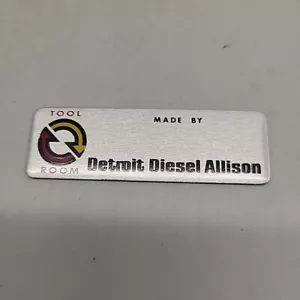 TOOL
ROOM
MADE BY
Detroit Diesel Allison